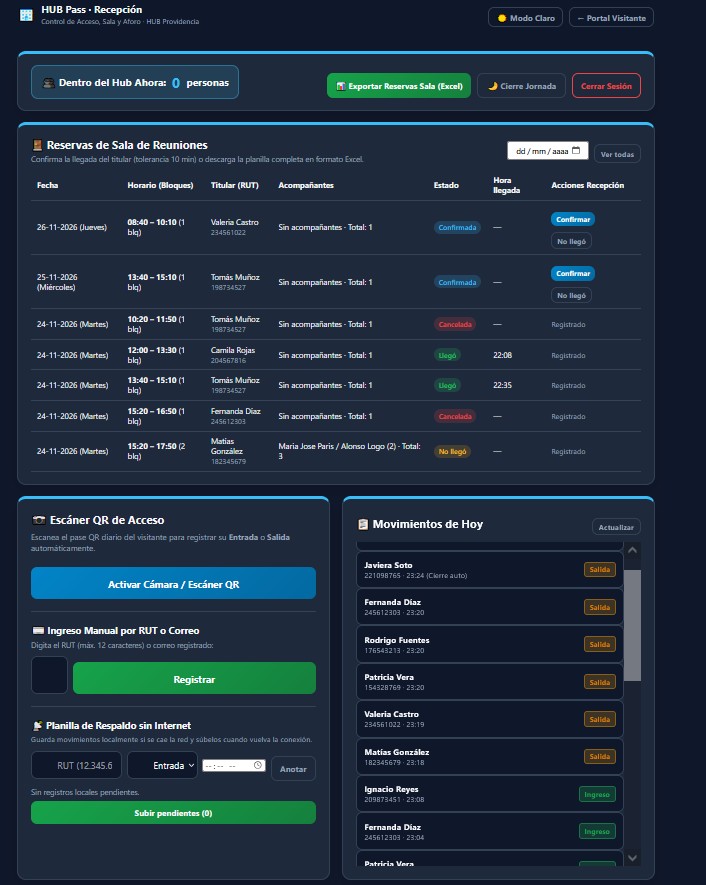 HUB Pass · Recepción
Control de Acceso, Sala y Aforo · HUB Providencia
Modo Claro
← Portal Visitante
Dentro del Hub Ahora: 0 personas
Exportar Reservas Sala (Excel)
Cierre Jornada
Cerrar Sesión
Reservas de Sala de Reuniones
Confirma la llegada del titular (tolerancia 10 min) o descarga la planilla completa en formato Excel.
dd/mm/aaaa
Ver todas
Fecha
Horario (Bloques)
Titular (RUT)
Acompañantes
Estado
Hora
llegada
Acciones Recepción
26-11-2026 (Jueves)
08:40 – 10:10 (1
blq)
Valeria Castro
234561022
Sin acompañantes · Total: 1
Confirmada
—
Confirmar
No llegó
25-11-2026
(Miércoles)
13:40 – 15:10 (1
blq)
Tomás Muñoz
198734527
Sin acompañantes · Total: 1
Confirmada
—
Confirmar
No llegó
24-11-2026 (Martes)
10:20 – 11:50 (1
blq)
Tomás Muñoz
198734527
Sin acompañantes · Total: 1
Cancelada
—
Registrado
24-11-2026 (Martes)
12:00 – 13:30 (1
blq)
Camila Rojas
204567816
Sin acompañantes · Total: 1
Llegó
22:08
Registrado
24-11-2026 (Martes)
13:40 – 15:10 (1
blq)
Tomás Muñoz
198734527
Sin acompañantes · Total: 1
Llegó
22:35
Registrado
24-11-2026 (Martes)
15:20 – 16:50 (1
blq)
Fernanda Díaz
245612303
Sin acompañantes · Total: 1
Cancelada
—
Registrado
24-11-2026 (Martes)
15:20 – 17:50 (2
blq)
Matías
González
182345679
Maria Jose Paris / Alonso Logo (2) · Total:
3
No llegó
—
Registrado
Escáner QR de Acceso
Escanea el pase QR diario del visitante para registrar su Entrada o Salida
automáticamente.
Activar Cámara / Escáner QR
Ingreso Manual por RUT o Correo
Digita el RUT (máx. 12 caracteres) o correo registrado:
Registrar
Planilla de Respaldo sin Internet
Guarda movimientos localmente si se cae la red y súbelos cuando vuelva la conexión.
RUT (12.345.6
Entrada
--:-- --
Anotar
Sin registros locales pendientes.
Subir pendientes (0)
Movimientos de Hoy
Actualizar
Javiera Soto
221098765 · 23:24 (Cierre auto)
Salida
Fernanda Díaz
245612303 · 23:20
Salida
Rodrigo Fuentes
176543213 · 23:20
Salida
Patricia Vera
154328769 · 23:20
Salida
Valeria Castro
234561022 · 23:19
Salida
Matías González
182345679 · 23:18
Salida
Ignacio Reyes
209873451 · 23:08
Ingreso
Fernanda Díaz
245612303 · 23:04
Ingreso
Patricia Vera